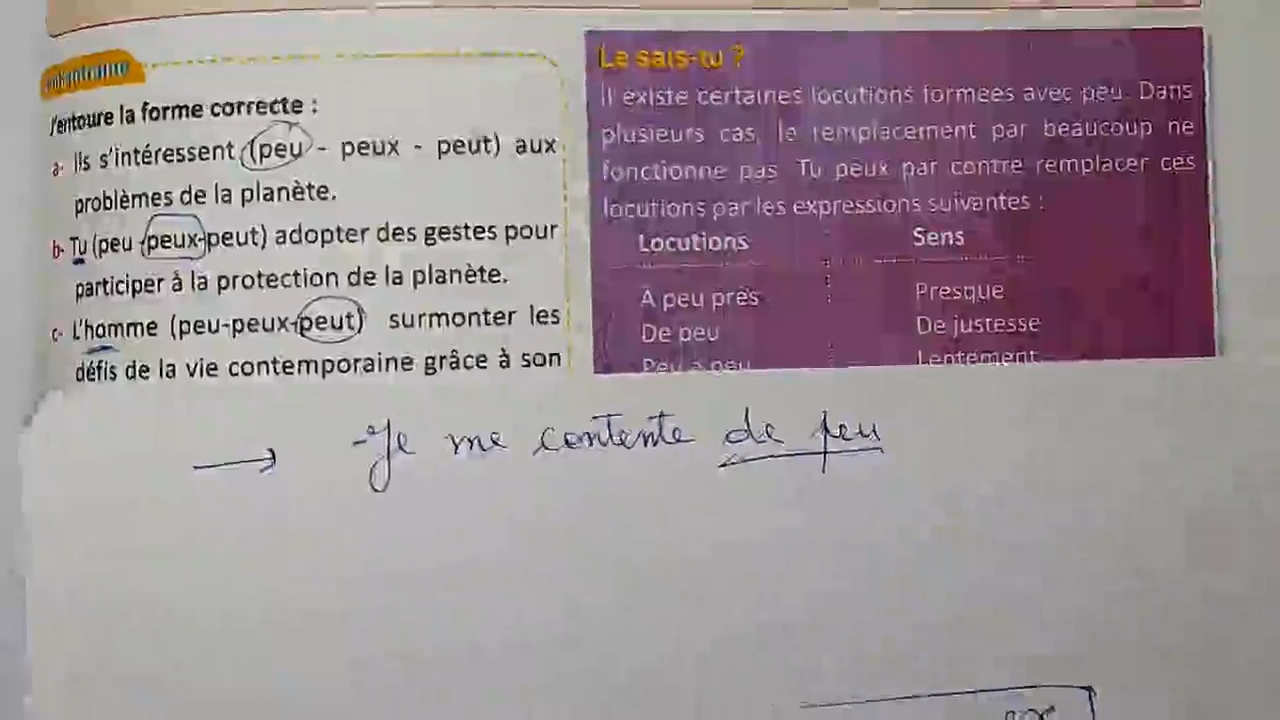 J'entoure la forme correcte :
a- Ils s'intéressent (peu - peux - peut) aux
problèmes de la planète.
b- Tu (peu - peux-peut) adopter des gestes pour
participer à la protection de la planète.
c- L'homme (peu-peux-peut) surmonter les
défis de la vie contemporaine grâce à son
Le sais-tu ?
Il existe certaines locutions formées avec peu. Dans
plusieurs cas, le remplacement par beaucoup ne
fonctionne pas. Tu peux par contre remplacer ces
locutions par les expressions suivantes :
Locutions Sens
À peu près Presque
De peu De justesse
Peu à peu Lentement
→ -Je me contente de peu